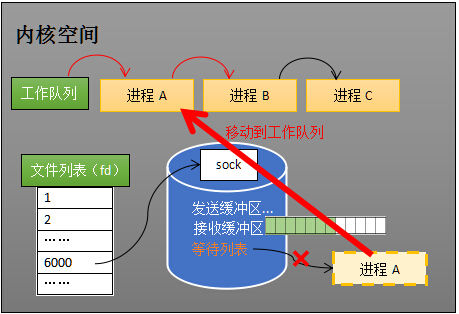 内核空间
工作队列
进程 A
进程 B
进程 C
移动到工作队列
文件列表（fd）
1
2
……
6000
……
sock
发送缓冲区…
接收缓冲区
等待列表
进程 A